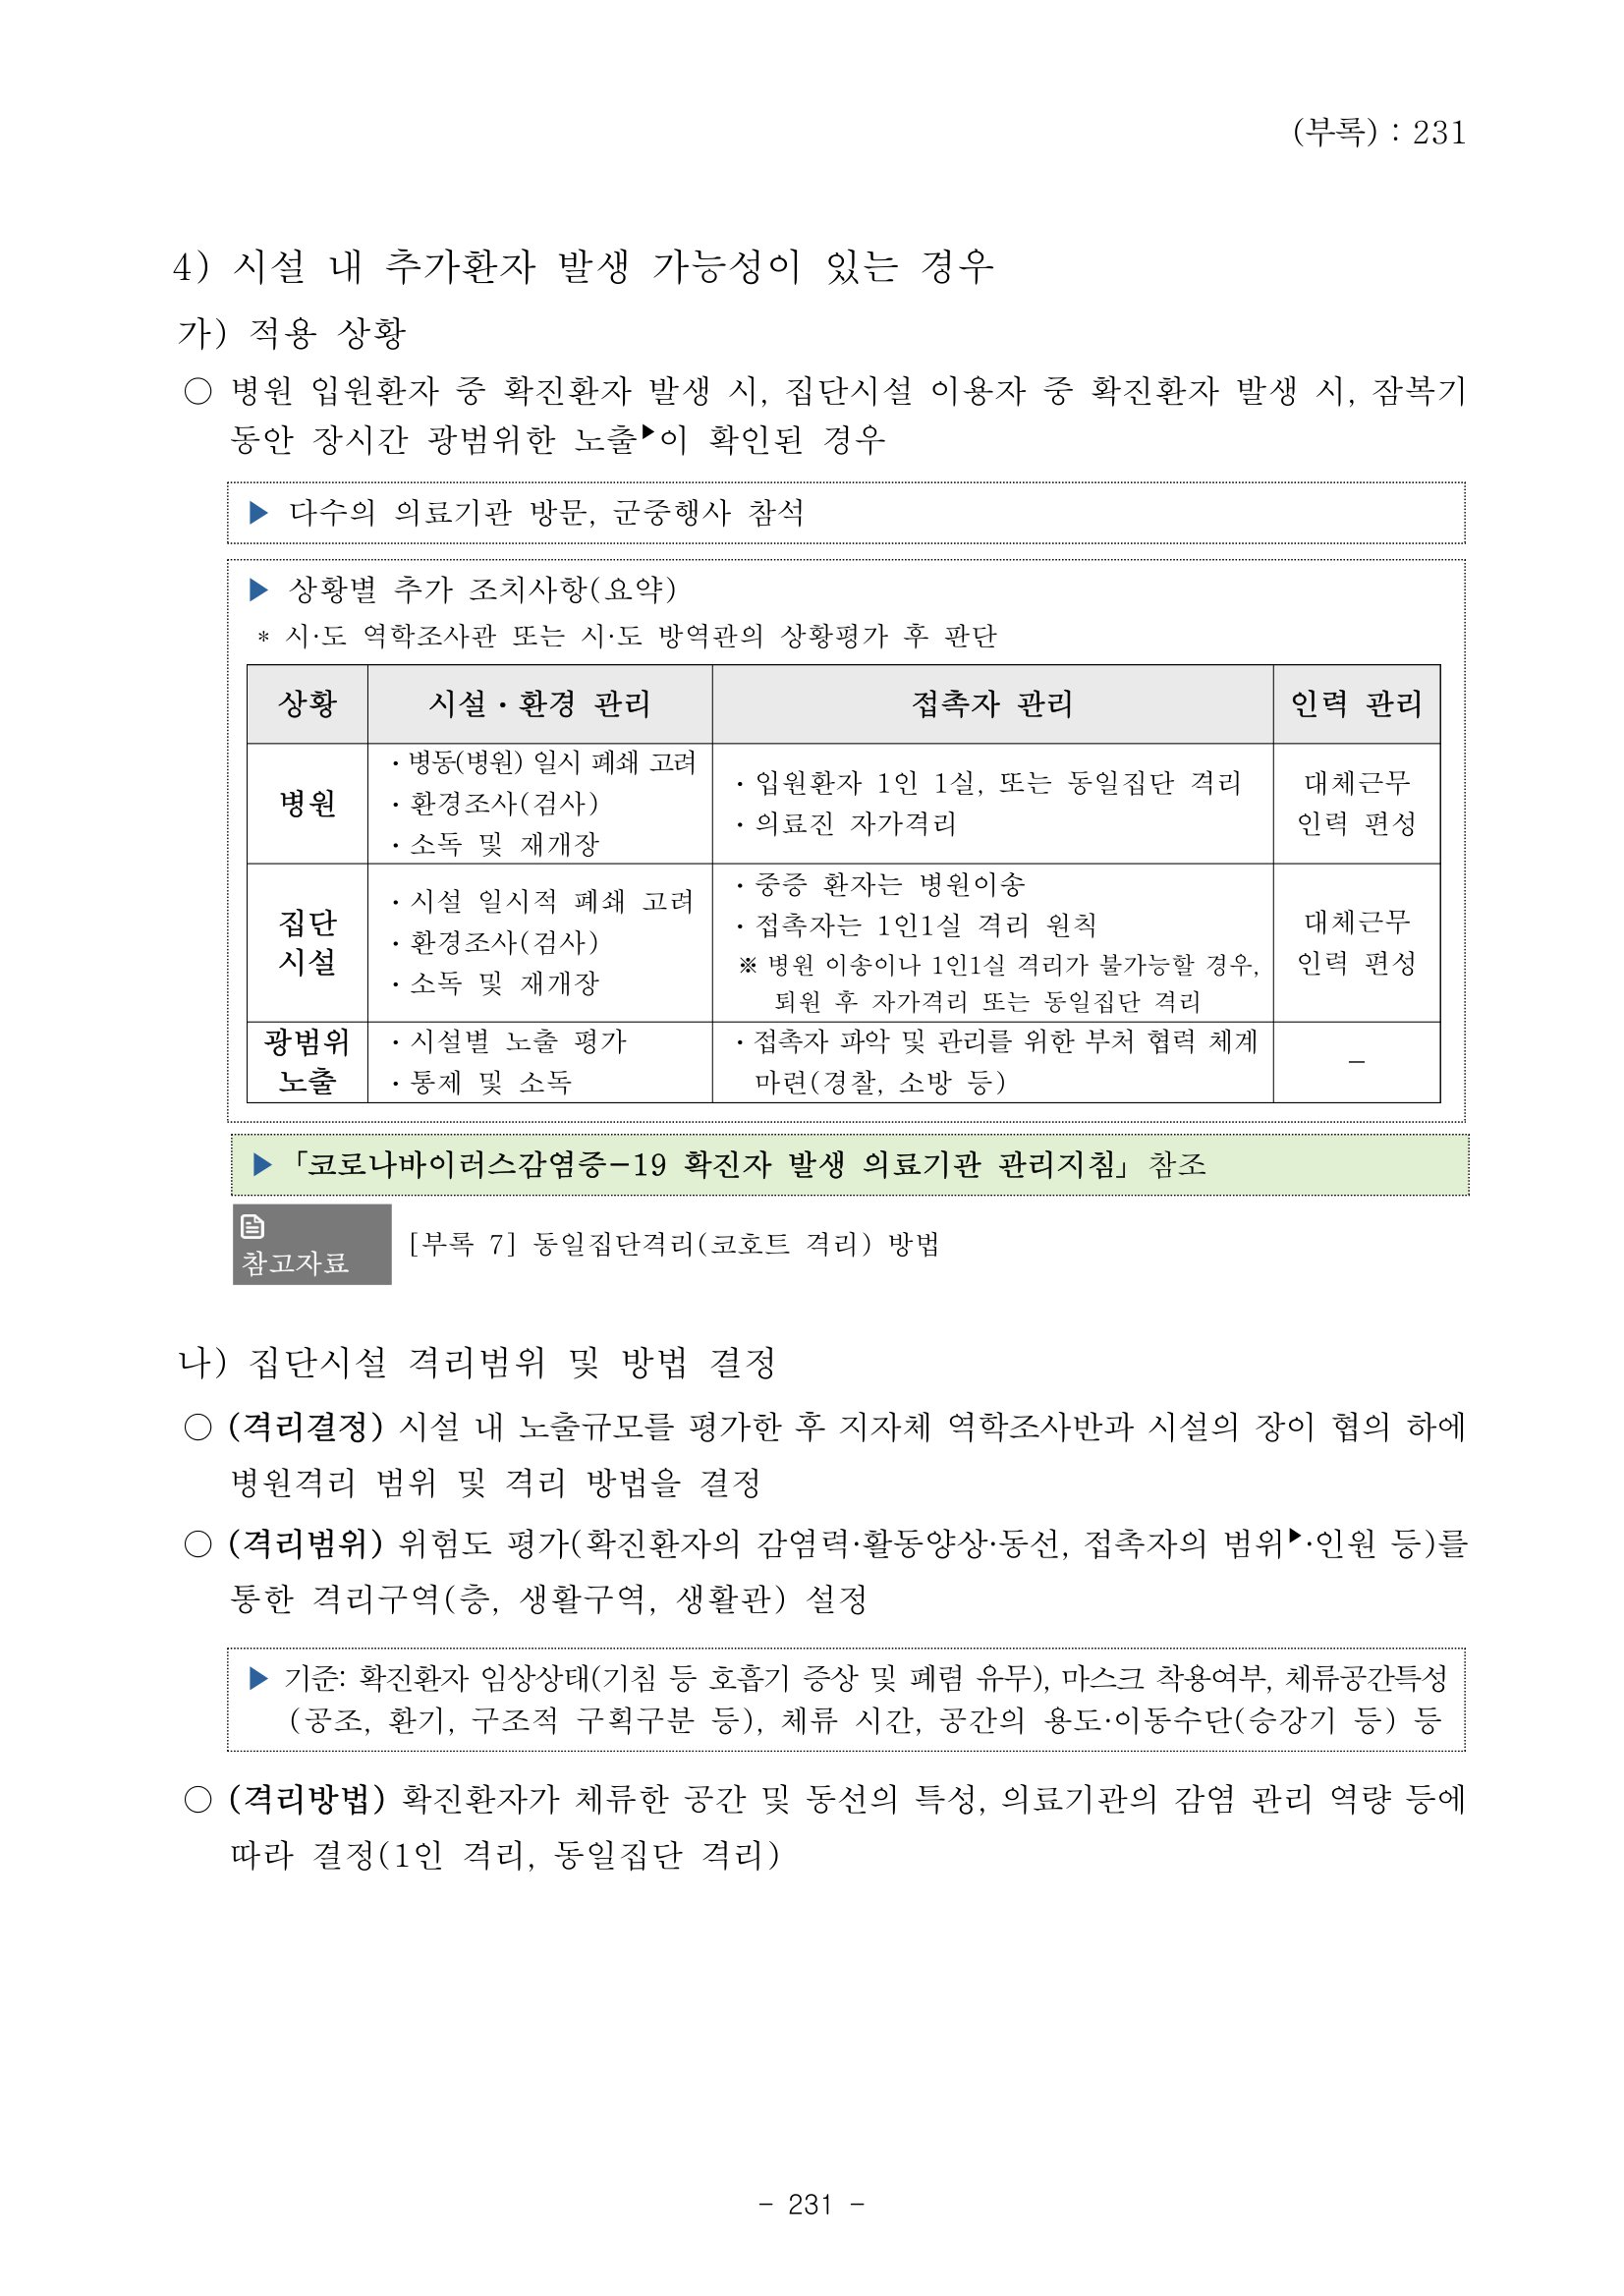 (부록) : 231
4) 시설 내 추가환자 발생 가능성이 있는 경우
가) 적용 상황
○ 병원 입원환자 중 확진환자 발생 시, 집단시설 이용자 중 확진환자 발생 시, 잠복기
동안 장시간 광범위한 노출▶이 확인된 경우
▶ 다수의 의료기관 방문, 군중행사 참석
▶ 상황별 추가 조치사항(요약)
* 시·도 역학조사관 또는 시·도 방역관의 상황평가 후 판단
상황 시설·환경 관리 접촉자 관리 인력 관리
병원
· 병동(병원) 일시 폐쇄 고려
· 환경조사(검사)
· 소독 및 재개장
· 입원환자 1인 1실, 또는 동일집단 격리
· 의료진 자가격리
대체근무
인력 편성
집단
시설
· 시설 일시적 폐쇄 고려
· 환경조사(검사)
· 소독 및 재개장
· 중증 환자는 병원이송
· 접촉자는 1인1실 격리 원칙
※ 병원 이송이나 1인1실 격리가 불가능할 경우,
퇴원 후 자가격리 또는 동일집단 격리
대체근무
인력 편성
광범위
노출
· 시설별 노출 평가
· 통제 및 소독
· 접촉자 파악 및 관리를 위한 부처 협력 체계
마련(경찰, 소방 등)
–
▶ 「코로나바이러스감염증-19 확진자 발생 의료기관 관리지침」 참조
참고자료
[부록 7] 동일집단격리(코호트 격리) 방법
나) 집단시설 격리범위 및 방법 결정
○ (격리결정) 시설 내 노출규모를 평가한 후 지자체 역학조사반과 시설의 장이 협의 하에
병원격리 범위 및 격리 방법을 결정
○ (격리범위) 위험도 평가(확진환자의 감염력·활동양상·동선, 접촉자의 범위▶·인원 등)를
통한 격리구역(층, 생활구역, 생활관) 설정
▶ 기준: 확진환자 임상상태(기침 등 호흡기 증상 및 폐렴 유무), 마스크 착용여부, 체류공간특성
(공조, 환기, 구조적 구획구분 등), 체류 시간, 공간의 용도·이동수단(승강기 등) 등
○ (격리방법) 확진환자가 체류한 공간 및 동선의 특성, 의료기관의 감염 관리 역량 등에
따라 결정(1인 격리, 동일집단 격리)
- 231 -